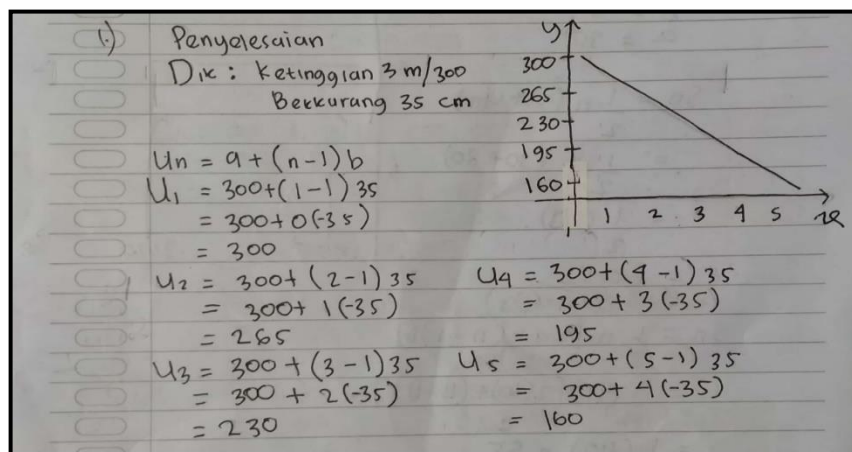 1.) Penyelesaian
Dik : Ketinggian 3 m/300
Berkurang 35 cm
Un = a + (n-1) b
U1 = 300+(1-1) 35
= 300+0(-35)
= 300
U2 = 300+ (2-1) 35
= 300+ 1(-35)
= 265
U3 = 300 + (3-1) 35
= 300 + 2(-35)
= 230
y
300
265
230
195
160
1 2 3 4 5 x
U4 = 300+(4-1) 35
= 300+ 3(-35)
= 195
U5 = 300+(5-1) 35
= 300+ 4(-35)
= 160